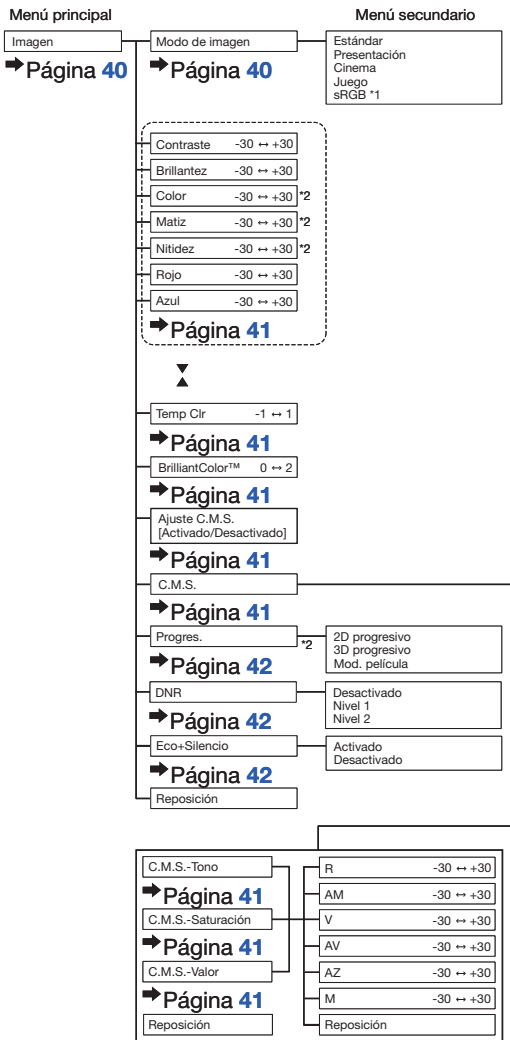 Menú principal
Menú secundario
Imagen
➡Página 40
Modo de imagen
➡Página 40
Estándar
Presentación
Cinema
Juego
sRGB *1
Contraste -30 ↔ +30
Brillantez -30 ↔ +30
Color -30 ↔ +30 *2
Matiz -30 ↔ +30 *2
Nitidez -30 ↔ +30 *2
Rojo -30 ↔ +30
Azul -30 ↔ +30
➡Página 41
Temp Clr -1 ↔ 1
➡Página 41
BrilliantColor™ 0 ↔ 2
➡Página 41
Ajuste C.M.S.
[Activado/Desactivado]
➡Página 41
C.M.S.
➡Página 41
Progres. *2
➡Página 42
2D progresivo
3D progresivo
Mod. película
DNR
➡Página 42
Desactivado
Nivel 1
Nivel 2
Eco+Silencio
➡Página 42
Activado
Desactivado
Reposición
C.M.S.-Tono
➡Página 41
C.M.S.-Saturación
➡Página 41
C.M.S.-Valor
➡Página 41
Reposición
R -30 ↔ +30
AM -30 ↔ +30
V -30 ↔ +30
AV -30 ↔ +30
AZ -30 ↔ +30
M -30 ↔ +30
Reposición